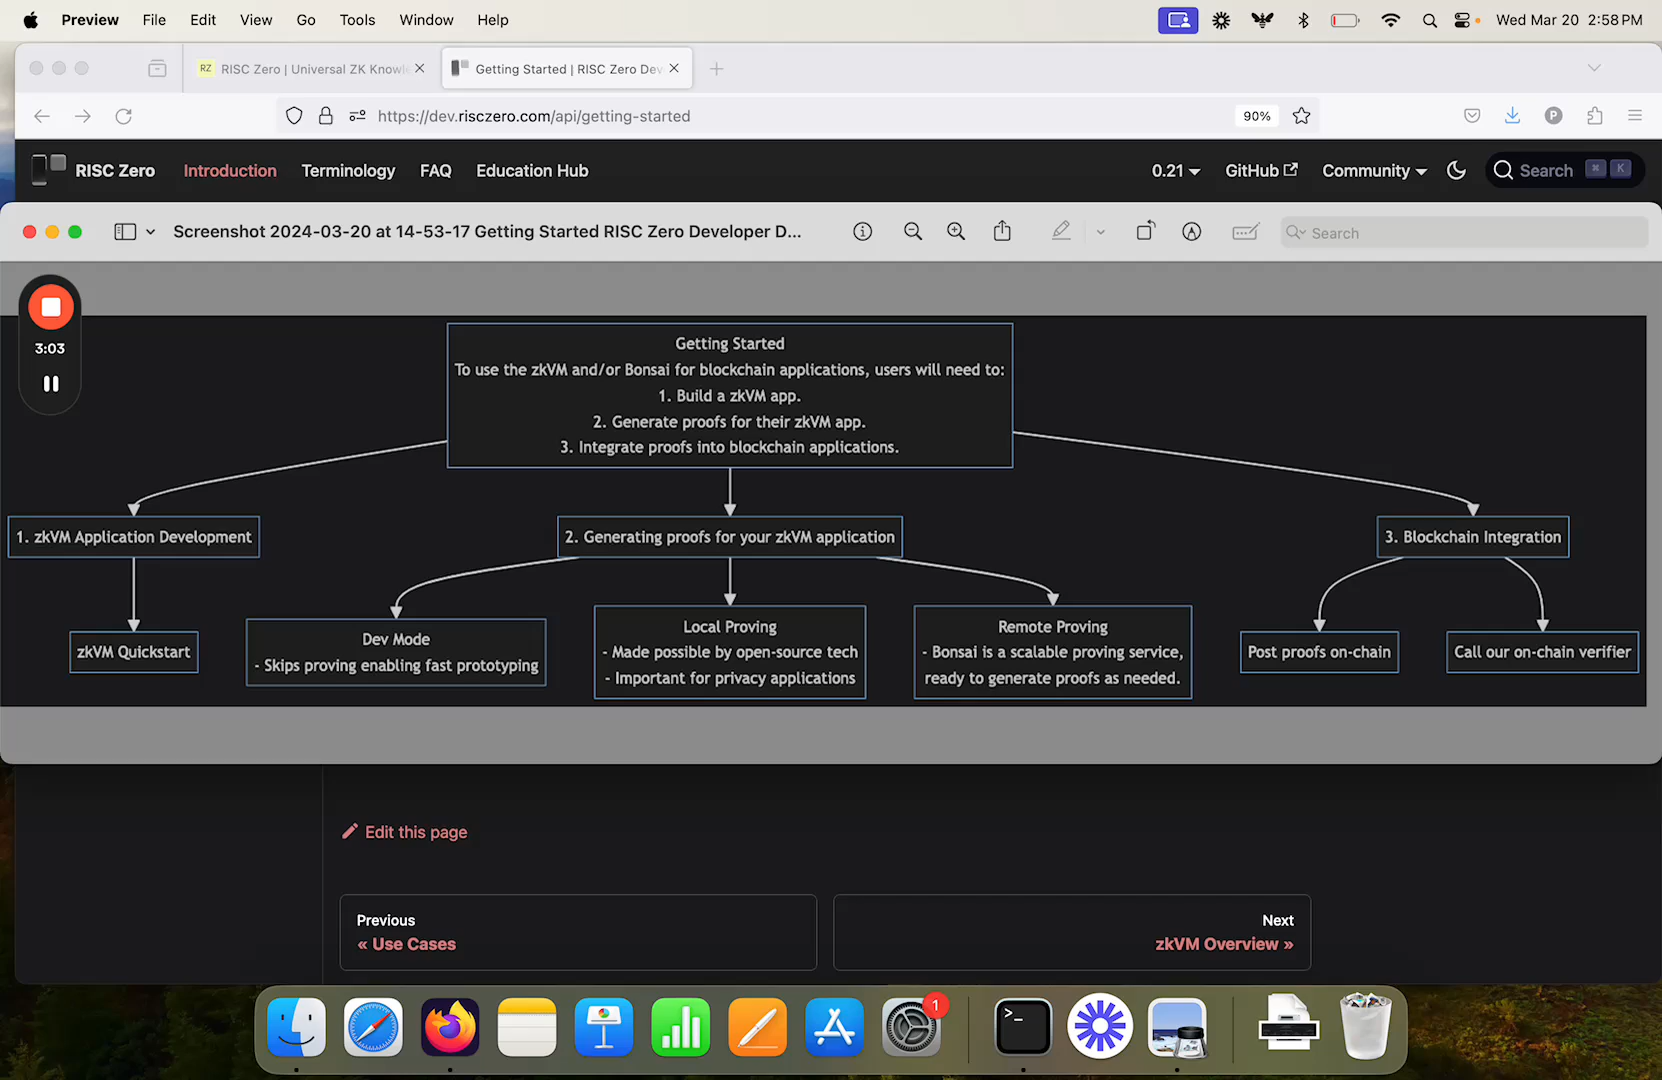 Preview File Edit View Go Tools Window Help Wed Mar 20 2:58 PM
RZ RISC Zero | Universal ZK Knowl Getting Started | RISC Zero Dev
https://dev.risczero.com/api/getting-started 90% P
RISC Zero Introduction Terminology FAQ Education Hub 0.21 GitHub Community Search K
Screenshot 2024-03-20 at 14-53-17 Getting Started RISC Zero Developer D... Search
3:03
Getting Started
To use the zkVM and/or Bonsai for blockchain applications, users will need to:
1. Build a zkVM app.
2. Generate proofs for their zkVM app.
3. Integrate proofs into blockchain applications.
1. zkVM Application Development
2. Generating proofs for your zkVM application
3. Blockchain Integration
zkVM Quickstart
Dev Mode
- Skips proving enabling fast prototyping
Local Proving
- Made possible by open-source tech
- Important for privacy applications
Remote Proving
- Bonsai is a scalable proving service,
ready to generate proofs as needed.
Post proofs on-chain
Call our on-chain verifier
Edit this page
Previous
« Use Cases
Next
zkVM Overview »
1
>_